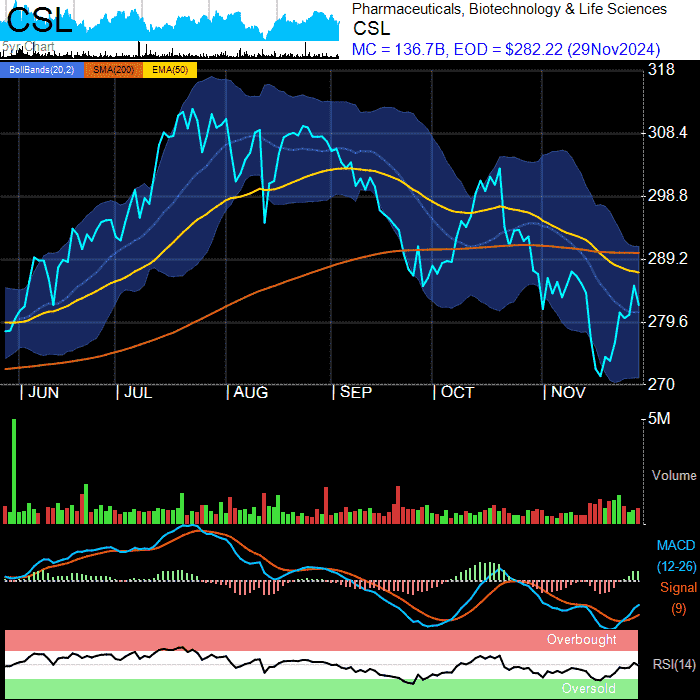 CSL
5yr Chart
Pharmaceuticals, Biotechnology & Life Sciences
CSL
MC = 136.7B, EOD = $282.22 (29Nov2024)
BollBands(20,2) SMA(200) EMA(50)
318
308.4
298.8
289.2
279.6
270
| JUN | JUL | AUG | SEP | OCT | NOV
5M
Volume
MACD
(12-26)
Signal
(9)
Overbought
RSI(14)
Oversold